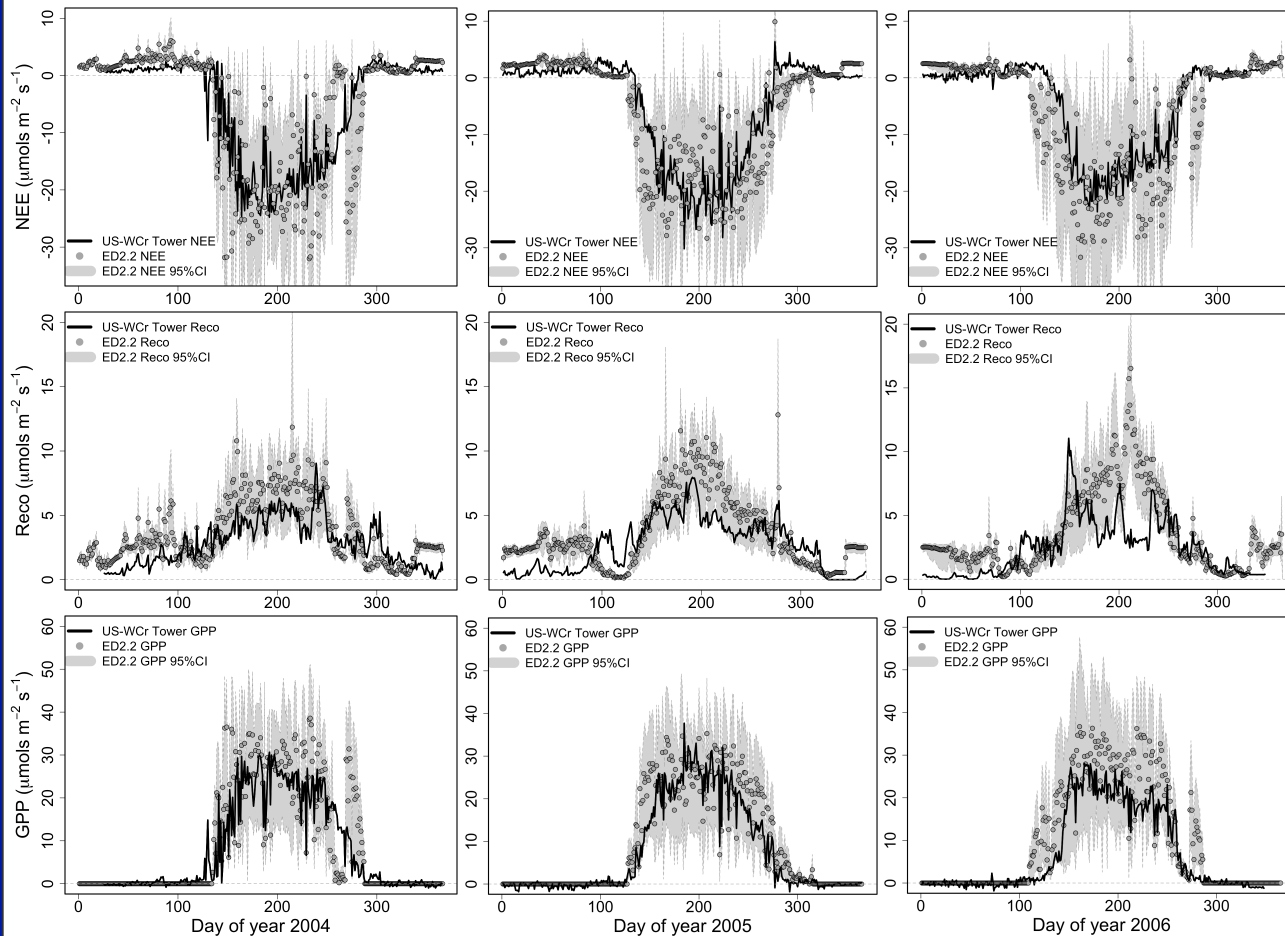 NEE (μmols m−2 s−1)
10
0
-10
-20
-30
US-WCr Tower NEE
ED2.2 NEE
ED2.2 NEE 95%CI
0 100 200 300
10
0
-10
-20
-30
US-WCr Tower NEE
ED2.2 NEE
ED2.2 NEE 95%CI
0 100 200 300
10
0
-10
-20
-30
US-WCr Tower NEE
ED2.2 NEE
ED2.2 NEE 95%CI
0 100 200 300
Reco (μmols m−2 s−1)
20
15
10
5
0
US-WCr Tower Reco
ED2.2 Reco
ED2.2 Reco 95%CI
20
15
10
5
0
US-WCr Tower Reco
ED2.2 Reco
ED2.2 Reco 95%CI
20
15
10
5
0
US-WCr Tower Reco
ED2.2 Reco
ED2.2 Reco 95%CI
0 100 200 300
0 100 200 300
0 100 200 300
GPP (μmols m−2 s−1)
60
50
40
30
20
10
0
US-WCr Tower GPP
ED2.2 GPP
ED2.2 GPP 95%CI
0 100 200 300
Day of year 2004
60
50
40
30
20
10
0
US-WCr Tower GPP
ED2.2 GPP
ED2.2 GPP 95%CI
0 100 200 300
Day of year 2005
60
50
40
30
20
10
0
US-WCr Tower GPP
ED2.2 GPP
ED2.2 GPP 95%CI
0 100 200 300
Day of year 2006